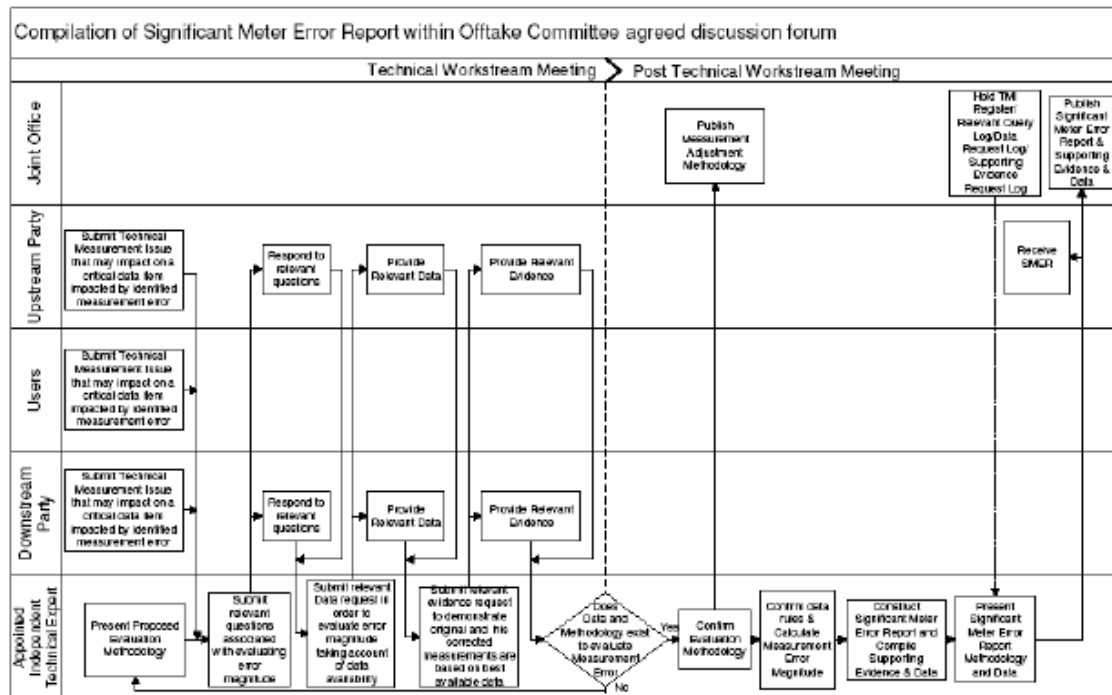 Compilation of Significant Meter Error Report within Offtake Committee agreed discussion forum
Technical Workstream Meeting
Post Technical Workstream Meeting
Joint Office
Publish
Measurement
Adjustment
Methodology
Hold TMI
Register/
Relevant Query
Log/Data
Request Log/
Supporting
Evidence
Request Log
Publish
Significant
Meter Error
Report &
Supporting
Evidence &
Data
Upstream Party
Submit Technical
Measurement Issue
that may impact on a
critical data item
impacted by identified
measurement error
Respond to
relevant
questions
Provide
Relevant Data
Provide Relevant
Evidence
Receive
SMER
Users
Submit Technical
Measurement Issue
that may impact on a
critical data item
impacted by identified
measurement error
Downstream
Party
Submit Technical
Measurement Issue
that may impact on a
critical data item
impacted by identified
measurement error
Respond to
relevant
questions
Provide
Relevant Data
Provide Relevant
Evidence
Appointed
Independent
Technical Expert
Present Proposed
Evaluation
Methodology
Submit
relevant
questions
associated
with evaluating
error
magnitude
Submit relevant
Data request in
order to
evaluate error
magnitude
taking account
of data
availability
Submit relevant
evidence request to
demonstrate
original and his
corrected
measurements are
based on best
available data.
Does
Data and
Methodology exist
to evaluate
Measurement
Error
Yes
No
Confirm
Evaluation
Methodology
Confirm data
rules &
Calculate
Measurement
Error
Magnitude
Construct
Significant Meter
Error Report and
Compile
Supporting
Evidence & Data
Present
Significant
Meter Error
Report
Methodology
and Data